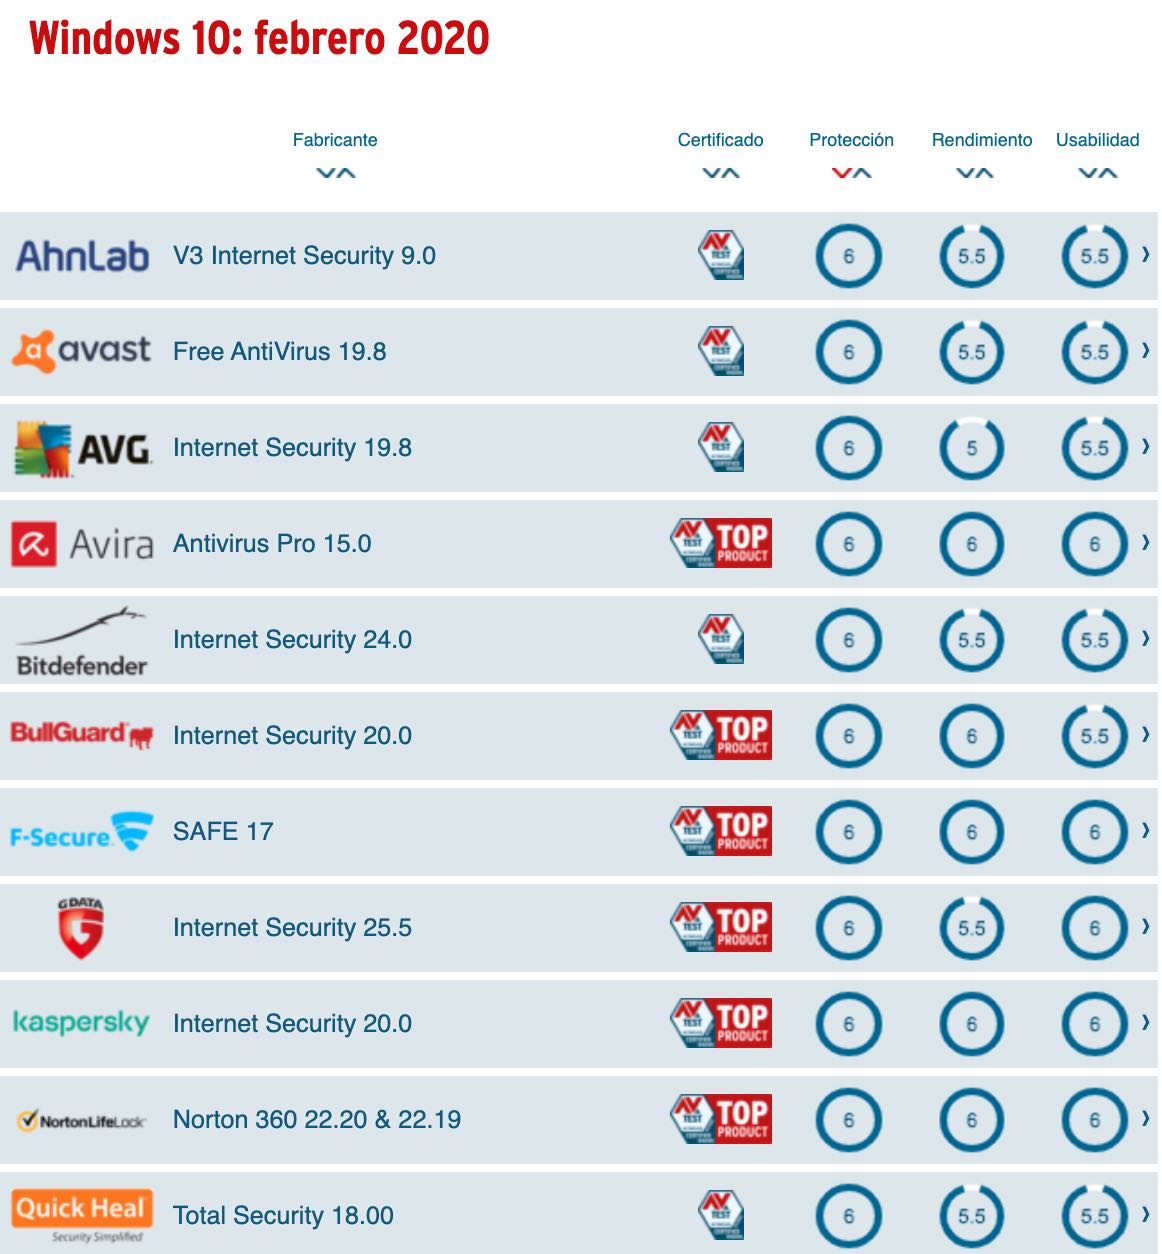 Windows 10: febrero 2020
Fabricante Certificado Protección Rendimiento Usabilidad
AhnLab V3 Internet Security 9.0 AV TEST 6 5.5 5.5
avast Free AntiVirus 19.8 AV TEST 6 5.5 5.5
AVG Internet Security 19.8 AV TEST 6 5 5.5
Avira Antivirus Pro 15.0 AV TEST TOP PRODUCT 6 6 6
Bitdefender Internet Security 24.0 AV TEST 6 5.5 5.5
BullGuard Internet Security 20.0 AV TEST TOP PRODUCT 6 6 5.5
F-Secure SAFE 17 AV TEST TOP PRODUCT 6 6 6
G DATA Internet Security 25.5 AV TEST TOP PRODUCT 6 5.5 6
kaspersky Internet Security 20.0 AV TEST TOP PRODUCT 6 6 6
NortonLifeLock Norton 360 22.20 & 22.19 AV TEST TOP PRODUCT 6 6 6
Quick Heal Total Security 18.00 AV TEST 6 5.5 5.5
Security Simplified